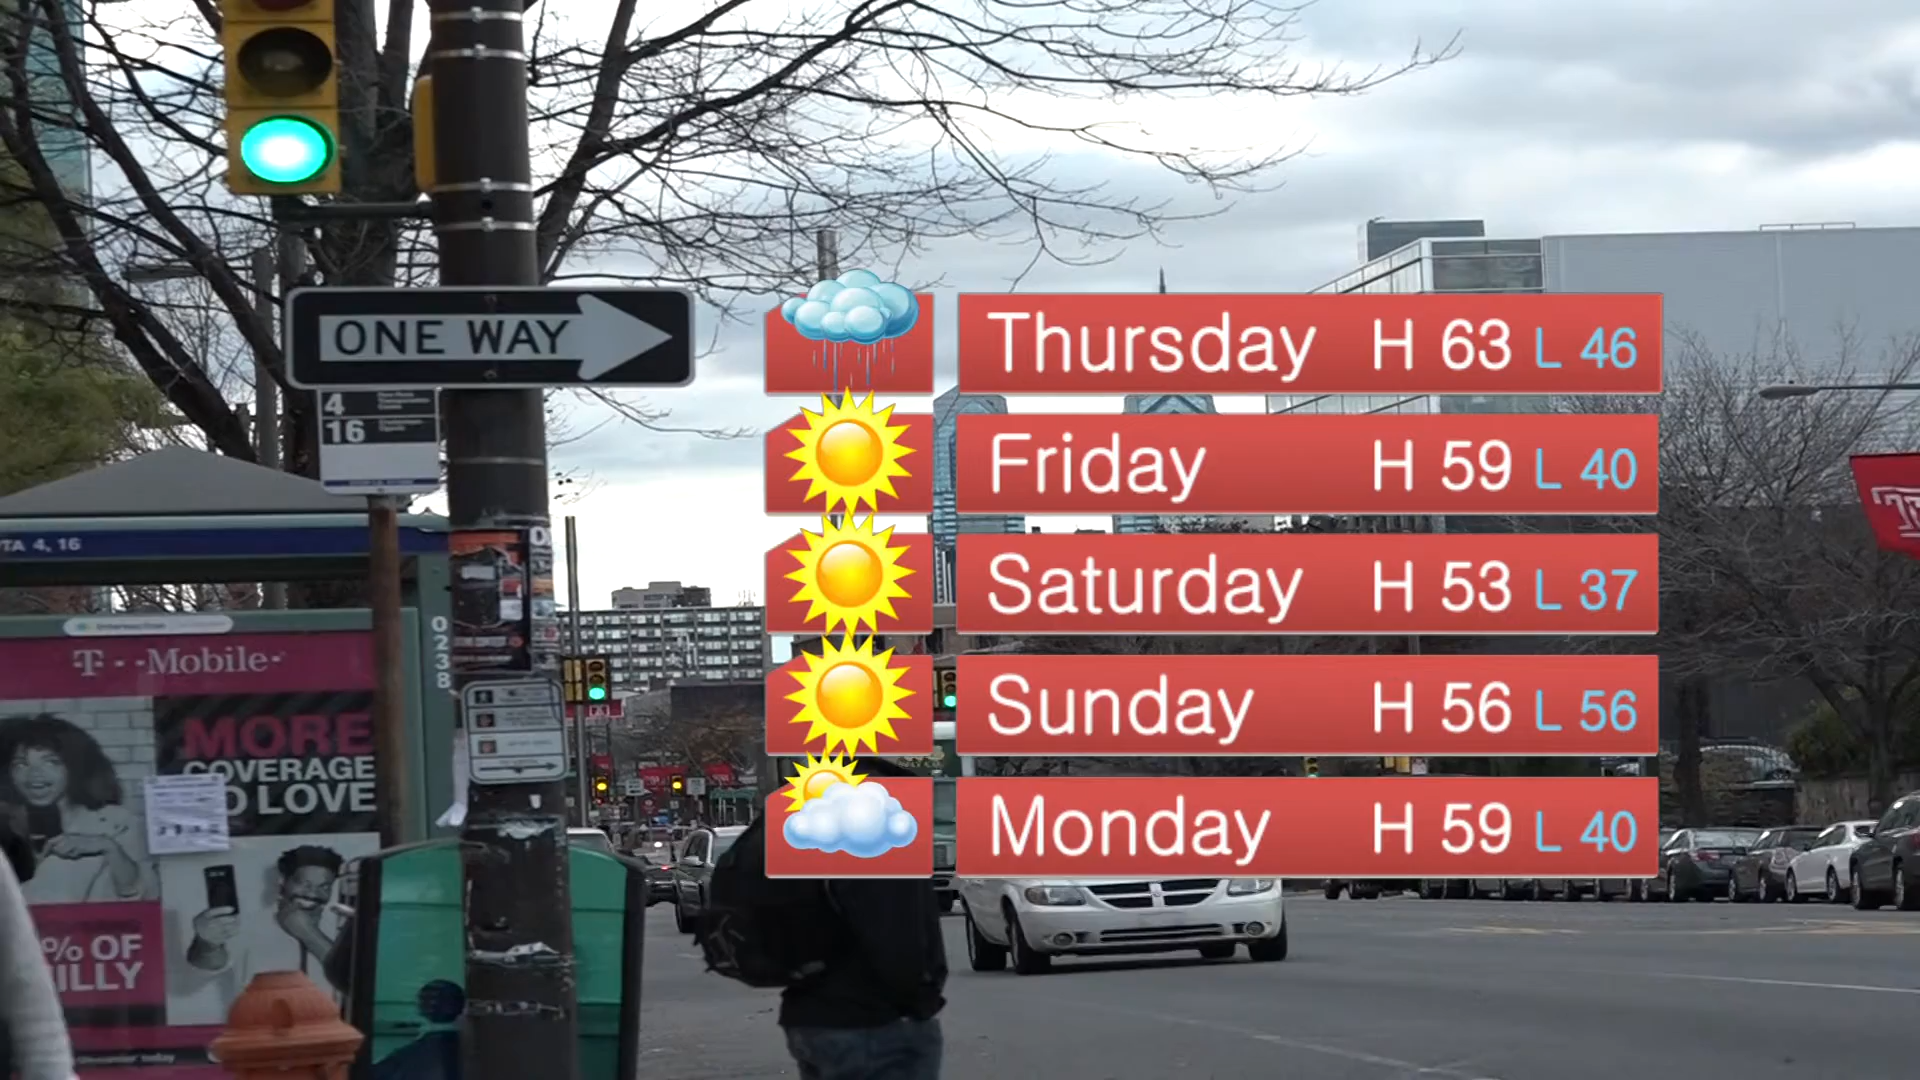 ONE WAY
4
16
TA 4, 16
0238
T-Mobile
MORE
COVERAGE
O LOVE
% OF
ILLY
Thursday H 63 L 46
Friday H 59 L 40
Saturday H 53 L 37
Sunday H 56 L 56
Monday H 59 L 40